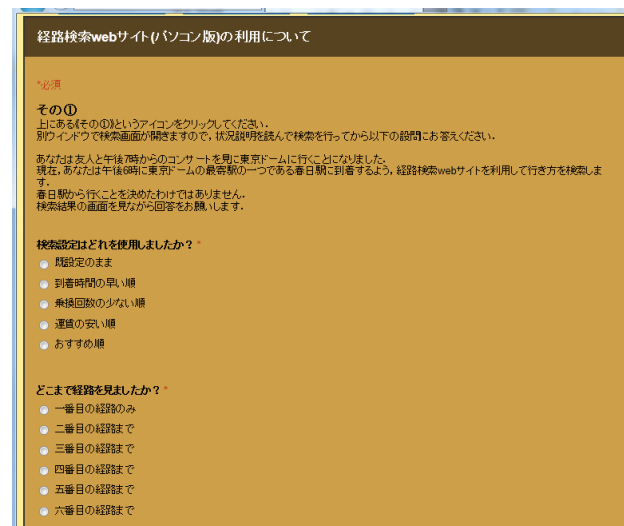 経路検索webサイト(パソコン版)の利用について
*必須
その①
上にある《その①》というアイコンをクリックしてください.
別ウィンドウで検索画面が開きますので, 状況説明を読んで検索を行ってから以下の設問にお答えください.
あなたは友人と午後7時からのコンサートを見に東京ドームに行くことになりました.
現在, あなたは午後6時に東京ドームの最寄駅の一つである春日駅に到着するよう, 経路検索webサイトを利用して行き方を検索しま
す.
春日駅から行くことを決めたわけではありません.
検索結果の画面を見ながら回答をお願いします.
検索設定はどれを使用しましたか? *
既設定のまま
到着時間の早い順
乗換回数の少ない順
運賃の安い順
おすすめ順
どこまで経路を見ましたか? *
一番目の経路のみ
二番目の経路まで
三番目の経路まで
四番目の経路まで
五番目の経路まで
六番目の経路まで